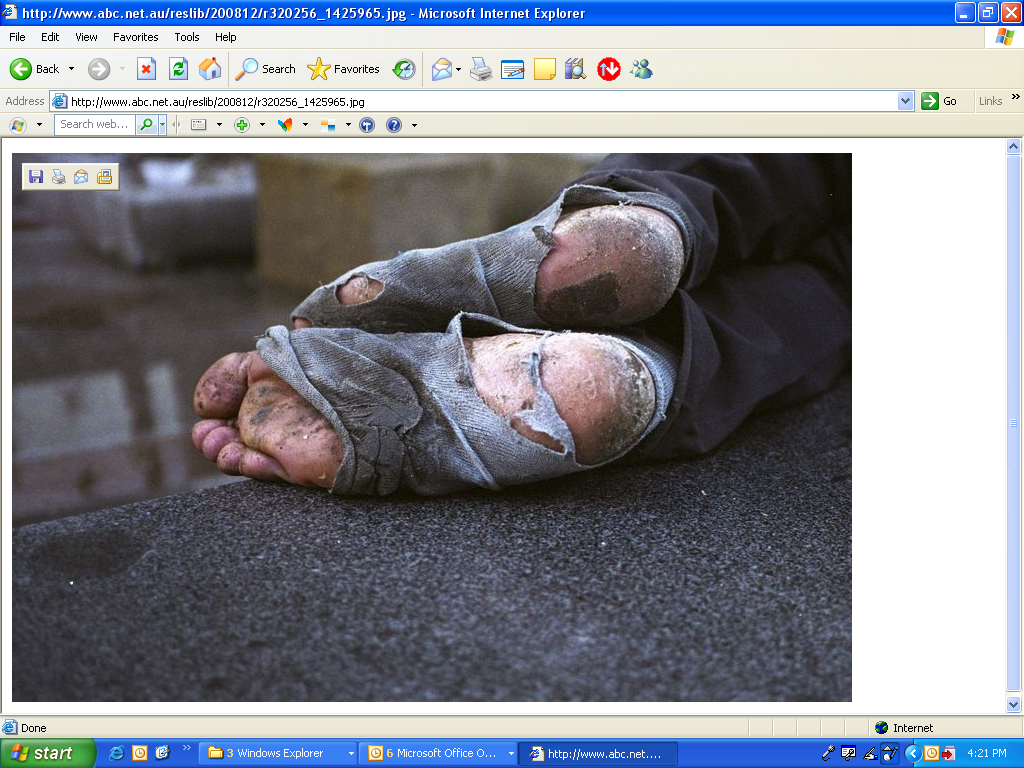 http://www.abc.net.au/reslib/200812/r320256_1425965.jpg - Microsoft Internet Explorer
File Edit View Favorites Tools Help
Back Search Favorites
Address http://www.abc.net.au/reslib/200812/r320256_1425965.jpg Go Links »
Search web...
Done Internet
start » 3 Windows Explorer 6 Microsoft Office O... http://www.abc.net.... 4:21 PM